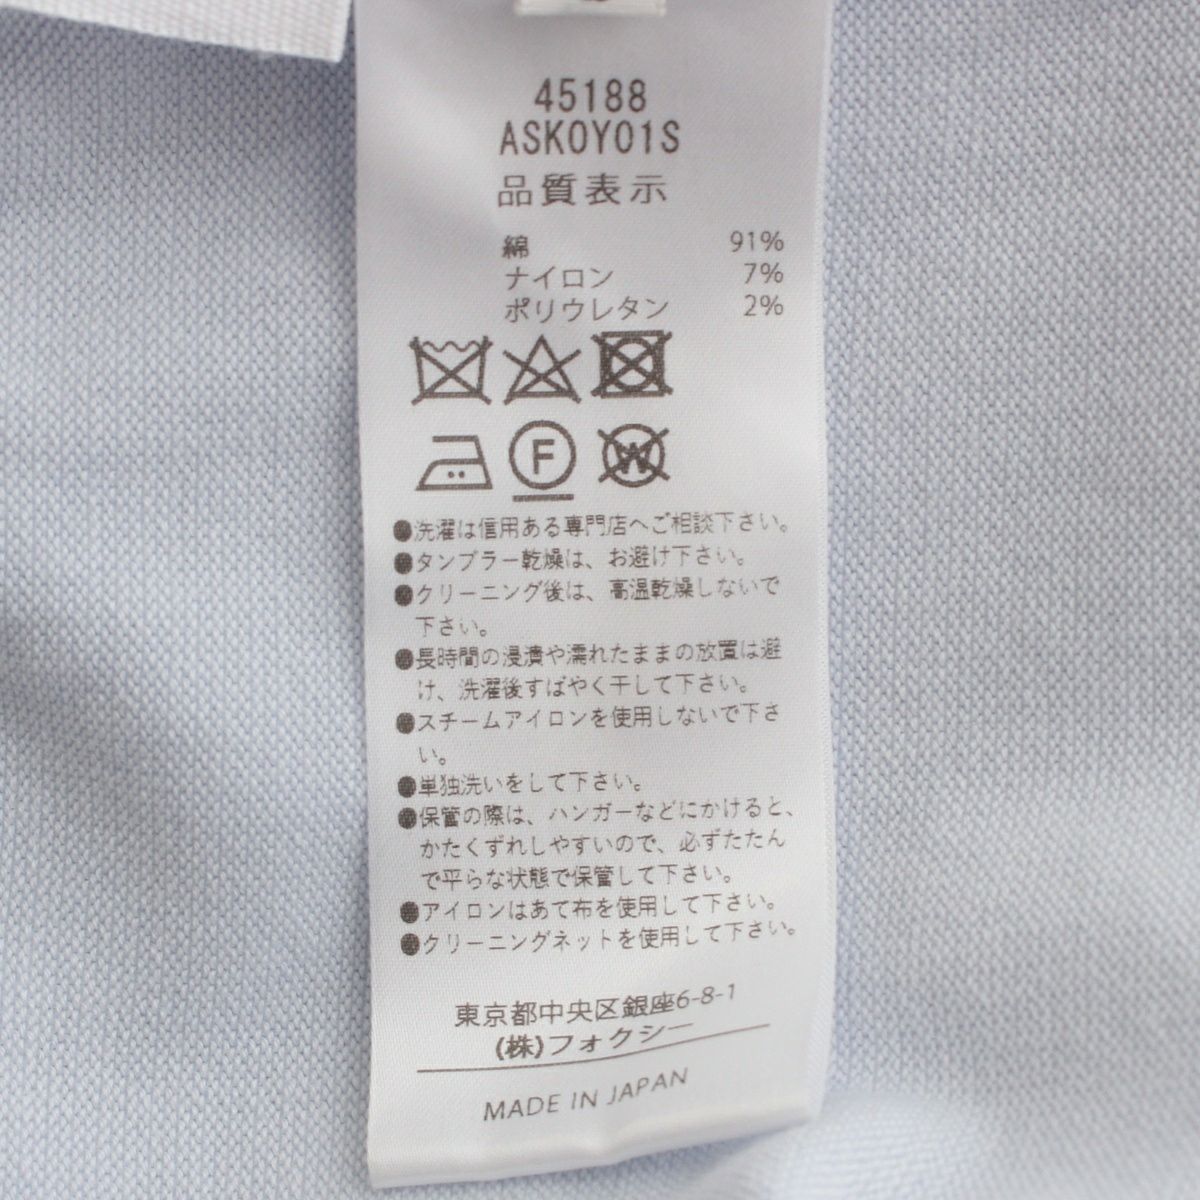 45188
ASK0Y01S
品質表示
綿 91%
ナイロン 7%
ポリウレタン 2%
F
W
●洗濯は信用ある専門店へご相談下さい。
●タンブラー乾燥は、お避け下さい。
●クリーニング後は、高温乾燥しないで
下さい。
●長時間の浸漬や濡れたままの放置は避
け、洗濯後すばやく干して下さい。
●スチームアイロンを使用しないで下さ
い。
●単独洗いをして下さい。
●保管の際は、ハンガーなどにかけると、
かたくずれしやすいので、必ずたたん
で平らな状態で保管して下さい。
●アイロンはあて布を使用して下さい。
●クリーニングネットを使用して下さい。
東京都中央区銀座6-8-1
(株)フォクシー
MADE IN JAPAN